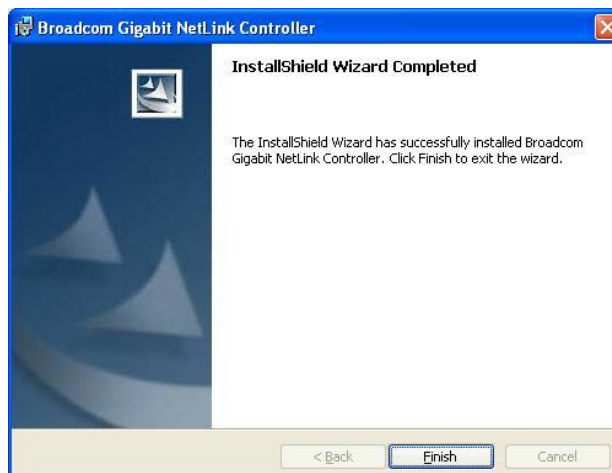 Broadcom Gigabit NetLink Controller
InstallShield Wizard Completed
The InstallShield Wizard has successfully installed Broadcom
Gigabit NetLink Controller. Click Finish to exit the wizard.
< Back
Finish
Cancel